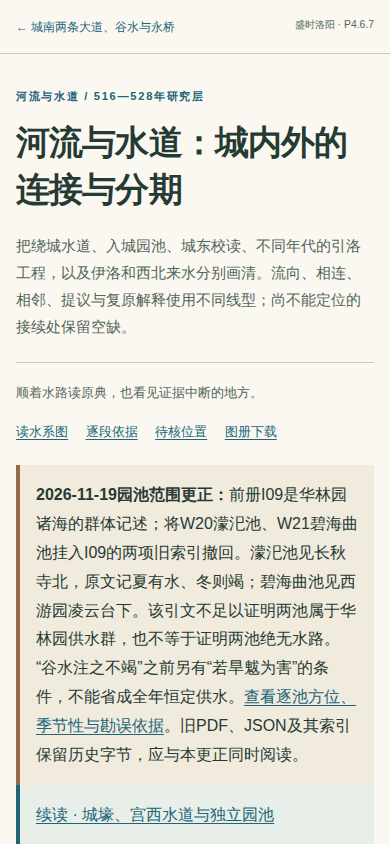 ← 城南两条大道、谷水与永桥
盛时洛阳 · P4.6.7
河流与水道 / 516—528年研究层
河流与水道：城内外的
连接与分期
把绕城水道、入城园池、城东校读、不同年代的引洛
工程，以及伊洛和西北来水分别画清。流向、相连、
相邻、提议与复原解释使用不同线型；尚不能定位的
接续处保留空缺。
顺着水路读原典，也看见证据中断的地方。
读水系图 逐段依据 待核位置 图册下载
2026-11-19园池范围更正：前册I09是华林园
诸海的群体记述；将W20濛汜池、W21碧海曲
池挂入I09的两项旧索引撤回。濛汜池见长秋
寺北，原文记夏有水、冬则竭；碧海曲池见西
游园凌云台下。该引文不足以证明两池属于华
林园供水群，也不等于证明两池绝无水路。
“谷水注之不竭”之前另有“若旱魃为害”的条
件，不能省成全年恒定供水。查看逐池方位、
季节性与勘误依据。旧PDF、JSON及其索引
保留历史字节，应与本更正同时阅读。
续读 · 城壕、宫西水道与独立园池